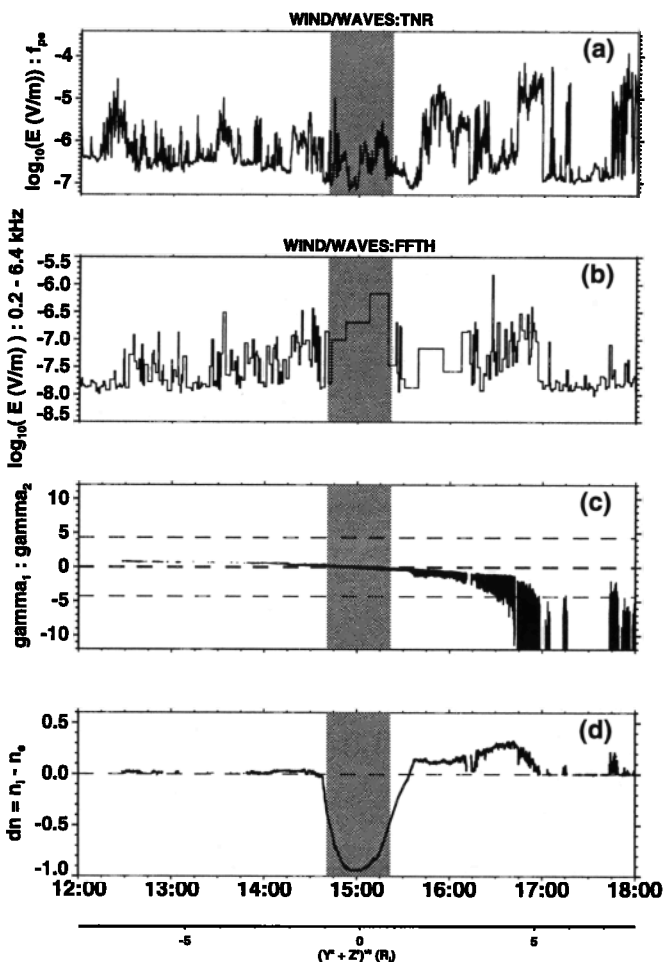 WIND/WAVES:TNR
(a)
log10(E (V/m)) : fpe
-4
-5
-6
-7
WIND/WAVES:FFTH
(b)
log10( E (V/m)) : 0.2 - 6.4 kHz
-5.5
-6.0
-6.5
-7.0
-7.5
-8.0
-8.5
(c)
gamma1 : gamma2
10
5
0
-5
-10
(d)
dn = ni - ne
0.5
0.0
-0.5
-1.0
12:00 13:00 14:00 15:00 16:00 17:00 18:00
-5 0 5